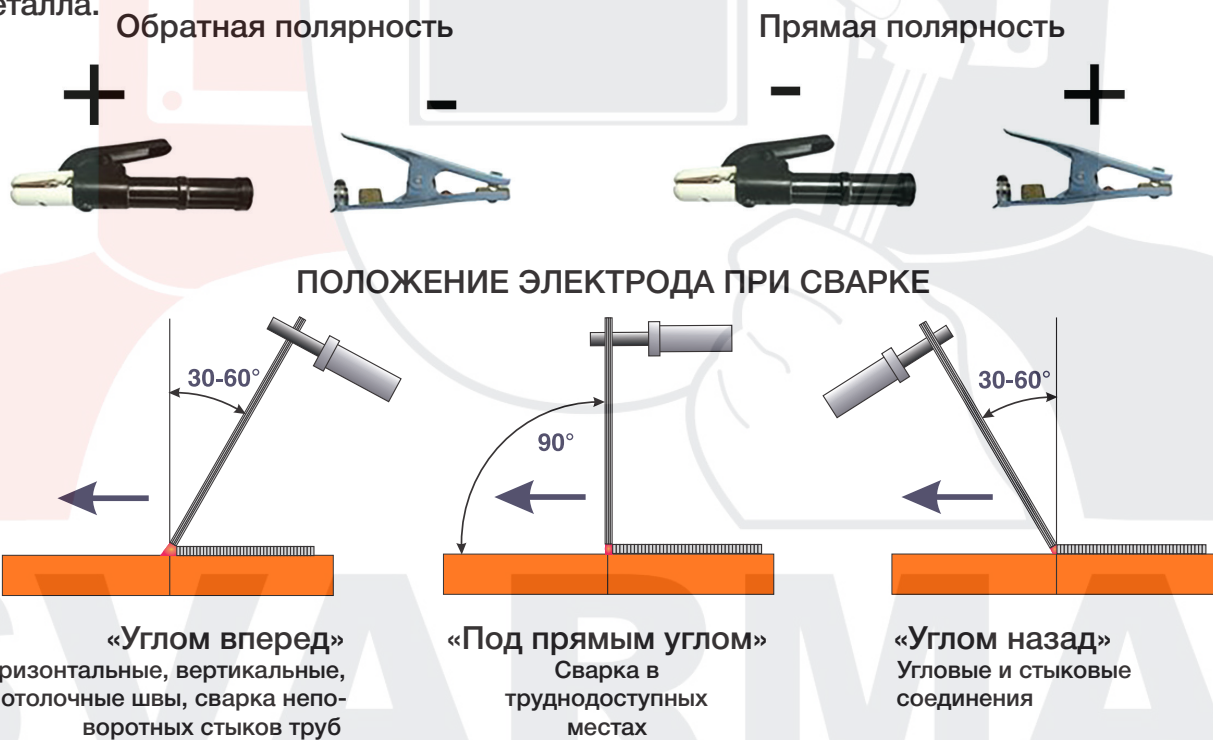 еталла.
Обратная полярность
Прямая полярность
+
-
-
+
ПОЛОЖЕНИЕ ЭЛЕКТРОДА ПРИ СВАРКЕ
30-60°
90°
30-60°
«Углом вперед»
ризонтальные, вертикальные,
отолочные швы, сварка непо-
воротных стыков труб
«Под прямым углом»
Сварка в
труднодоступных
местах
«Углом назад»
Угловые и стыковые
соединения
SVARMA